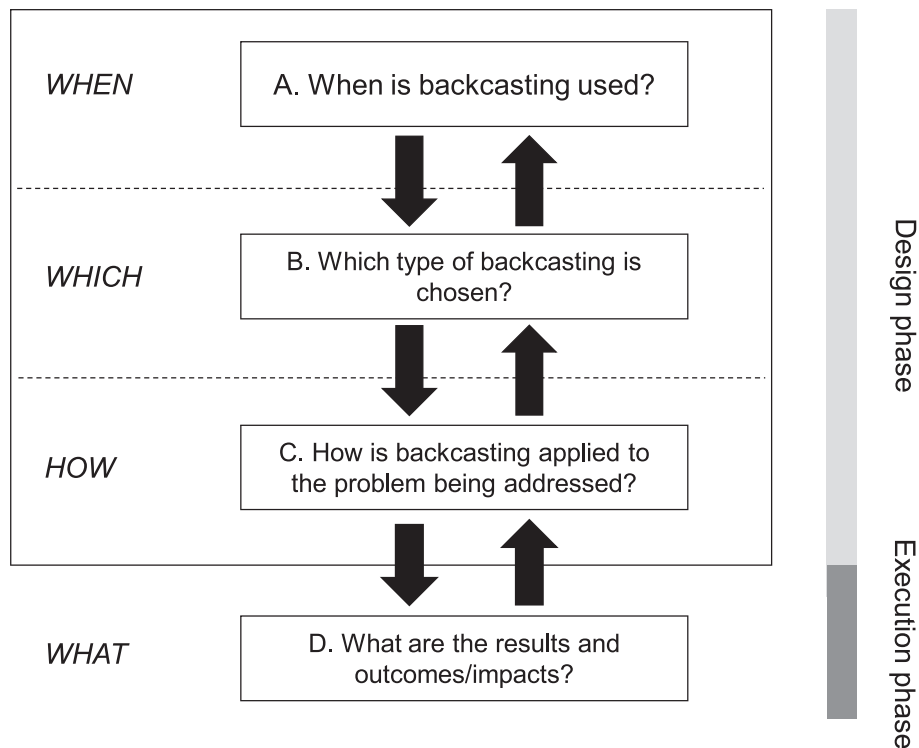 WHEN
A. When is backcasting used?
WHICH
B. Which type of backcasting is
chosen?
HOW
C. How is backcasting applied to
the problem being addressed?
WHAT
D. What are the results and
outcomes/impacts?
Design phase
Execution phase